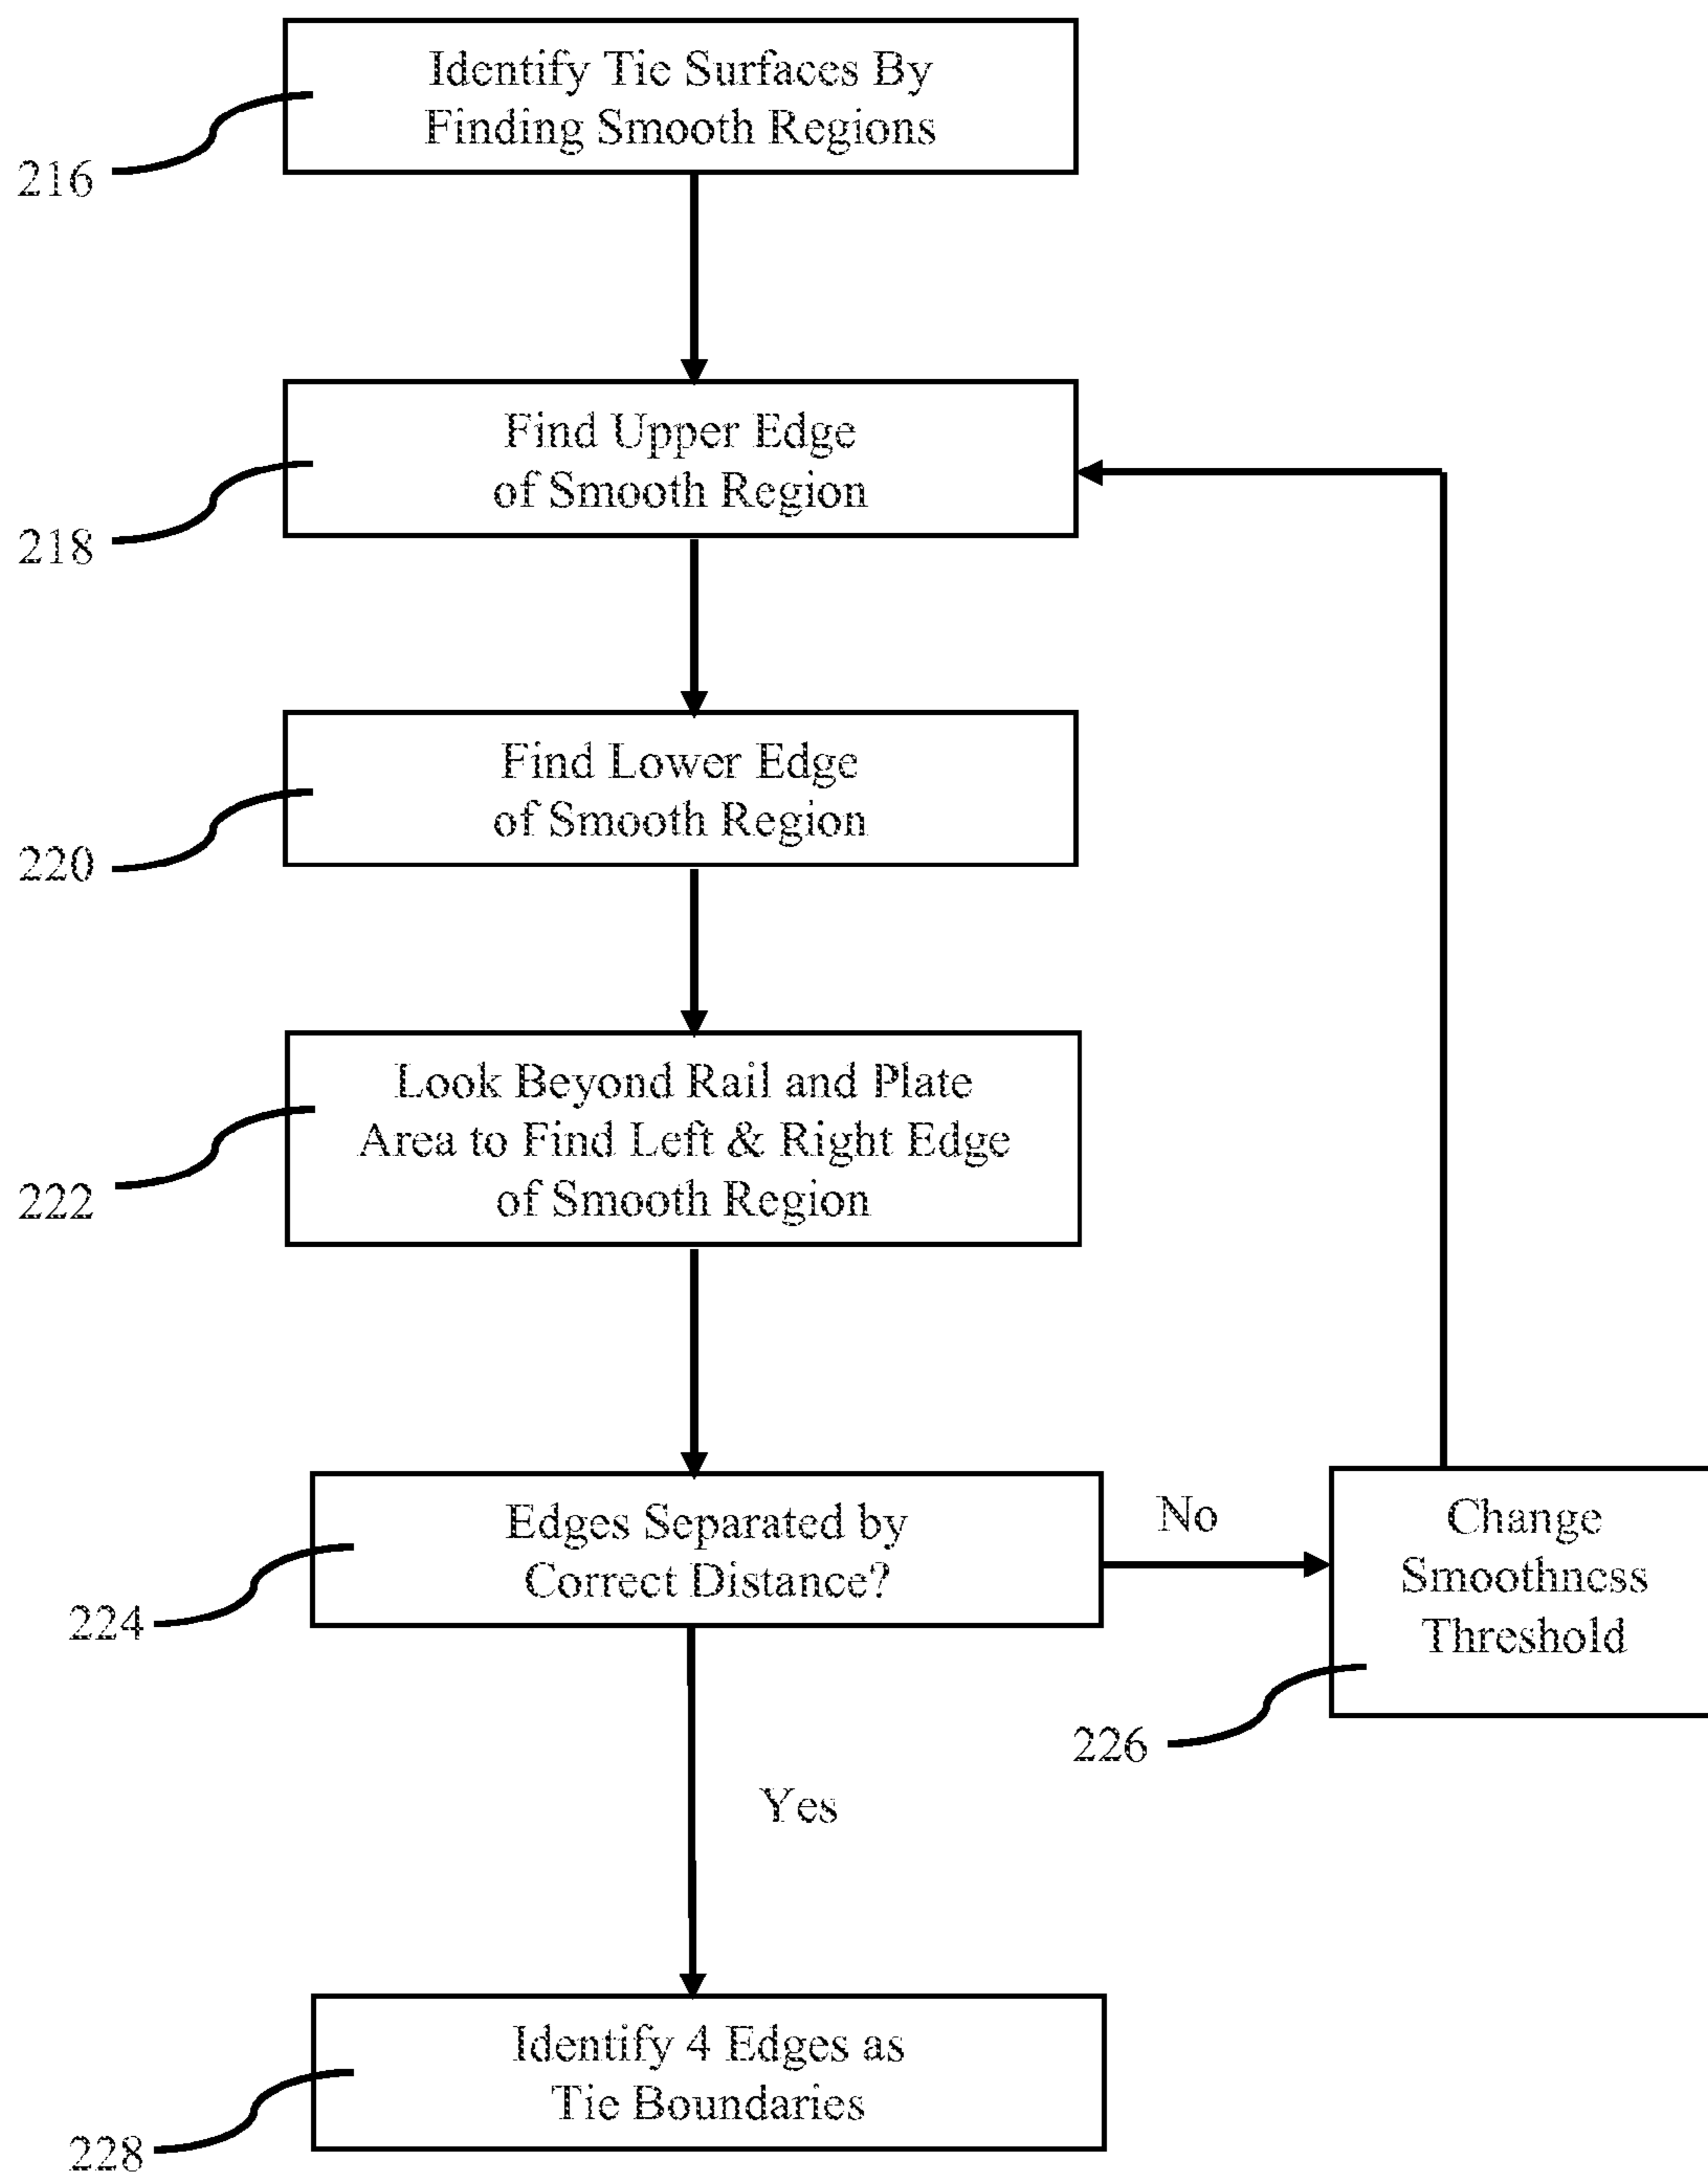 Identify Tie Surfaces By
Finding Smooth Regions
216
Find Upper Edge
of Smooth Region
218
Find Lower Edge
of Smooth Region
220
Look Beyond Rail and Plate
Area to Find Left & Right Edge
of Smooth Region
222
Edges Separated by
Correct Distance?
224
No
Change
Smoothness
Threshold
226
Yes
Identify 4 Edges as
Tie Boundaries
228